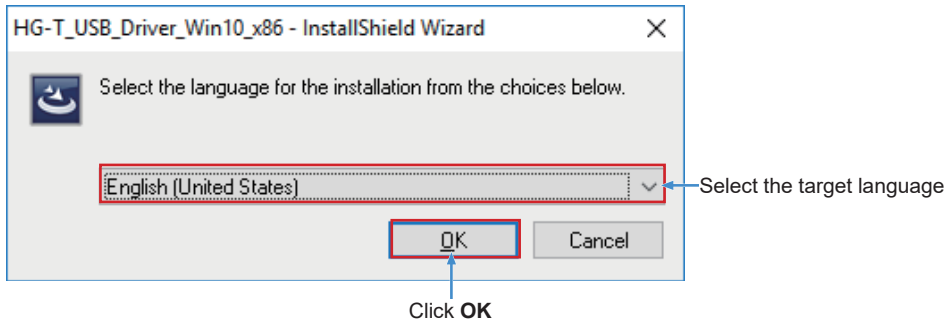 HG-T_USB_Driver_Win10_x86 - InstallShield Wizard
Select the language for the installation from the choices below.
English (United States)
Select the target language
OK
Cancel
Click OK